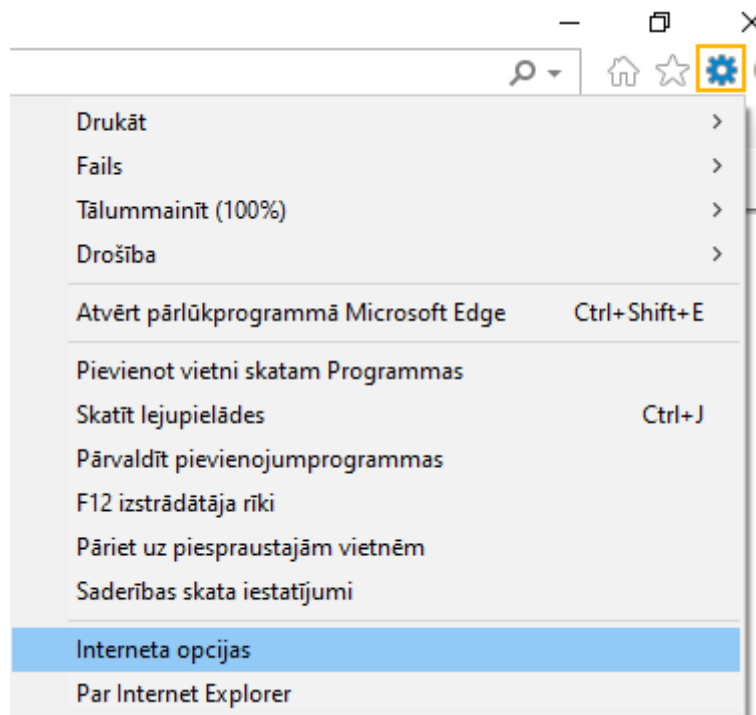 Drukāt
Fails
Tālummainīt (100%)
Drošība
Atvērt pārlūkprogrammā Microsoft Edge Ctrl+Shift+E
Pievienot vietni skatam Programmas
Skatīt lejupielādes Ctrl+J
Pārvaldīt pievienojumprogrammas
F12 izstrādātāja rīki
Pāriet uz piespraustajām vietnēm
Saderības skata iestatījumi
Interneta opcijas
Par Internet Explorer